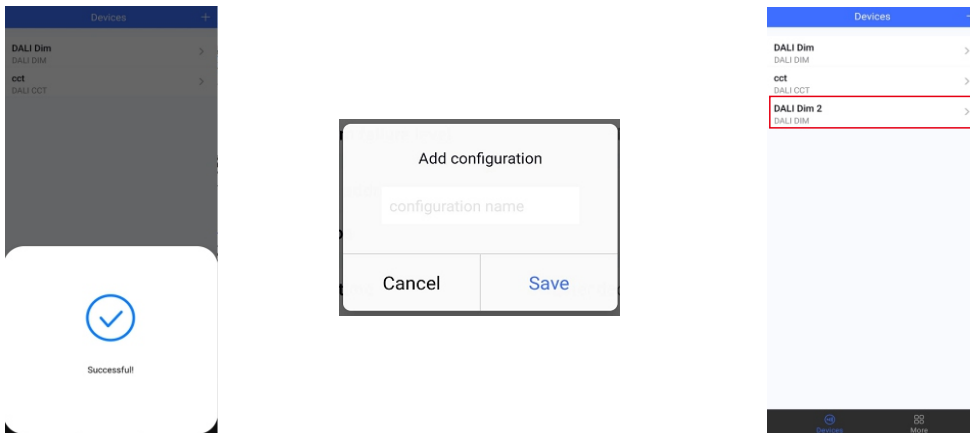 Devices +
DALI Dim
DALI DIM
cct
DALI CCT
Successful!
Add configuration
configuration name
Cancel
Save
Devices
DALI Dim
DALI DIM
cct
DALI CCT
DALI Dim 2
DALI DIM
Devices
More